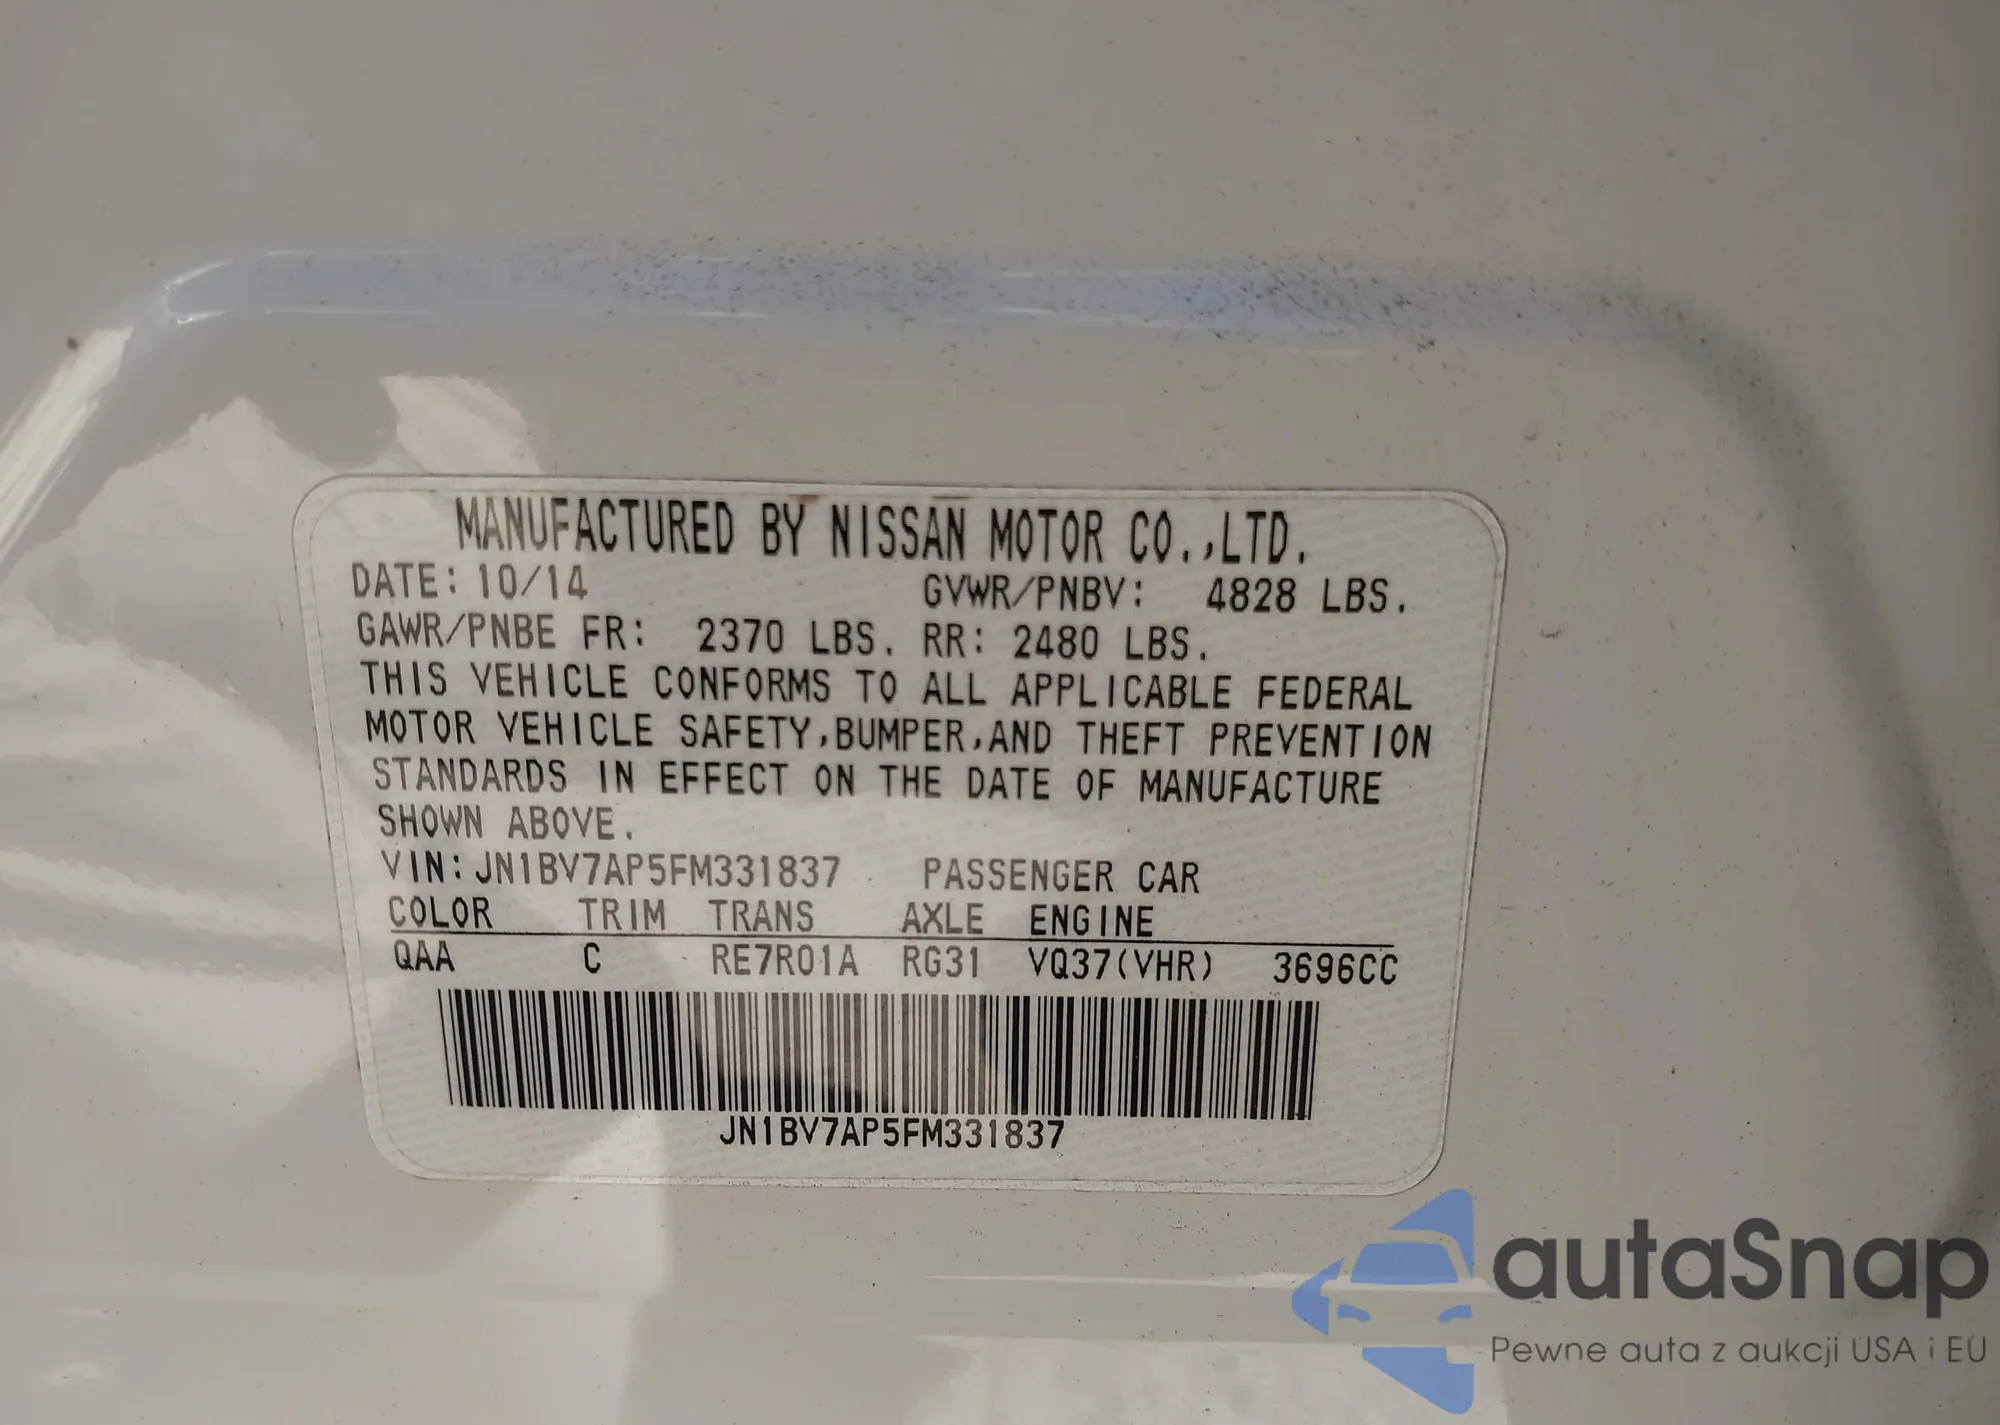 MANUFACTURED BY NISSAN MOTOR CO.,LTD.
DATE: 10/14 GVWR/PNBV: 4828 LBS.
GAWR/PNBE FR: 2370 LBS. RR: 2480 LBS.
THIS VEHICLE CONFORMS TO ALL APPLICABLE FEDERAL
MOTOR VEHICLE SAFETY,BUMPER,AND THEFT PREVENTION
STANDARDS IN EFFECT ON THE DATE OF MANUFACTURE
SHOWN ABOVE.
VIN:JN1BV7AP5FM331837 PASSENGER CAR
COLOR TRIM TRANS AXLE ENGINE
QAA C RE7R01A RG31 VQ37(VHR) 3696CC
JN1BV7AP5FM331837
autaSnap
Pewne auta z aukcji USA i EU